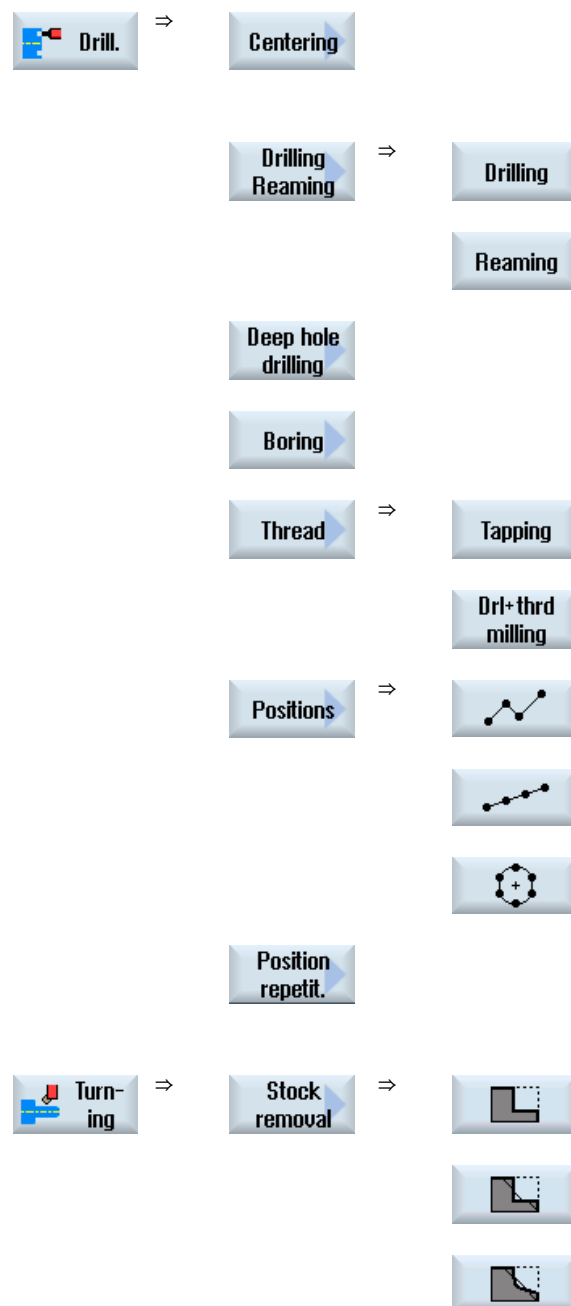 Drill.
⇒
Centering
Drilling
Reaming
⇒
Drilling
Reaming
Deep hole
drilling
Boring
Thread
⇒
Tapping
Drl+thrd
milling
Positions
⇒
Position
repetit.
Turn-
ing
⇒
Stock
removal
⇒